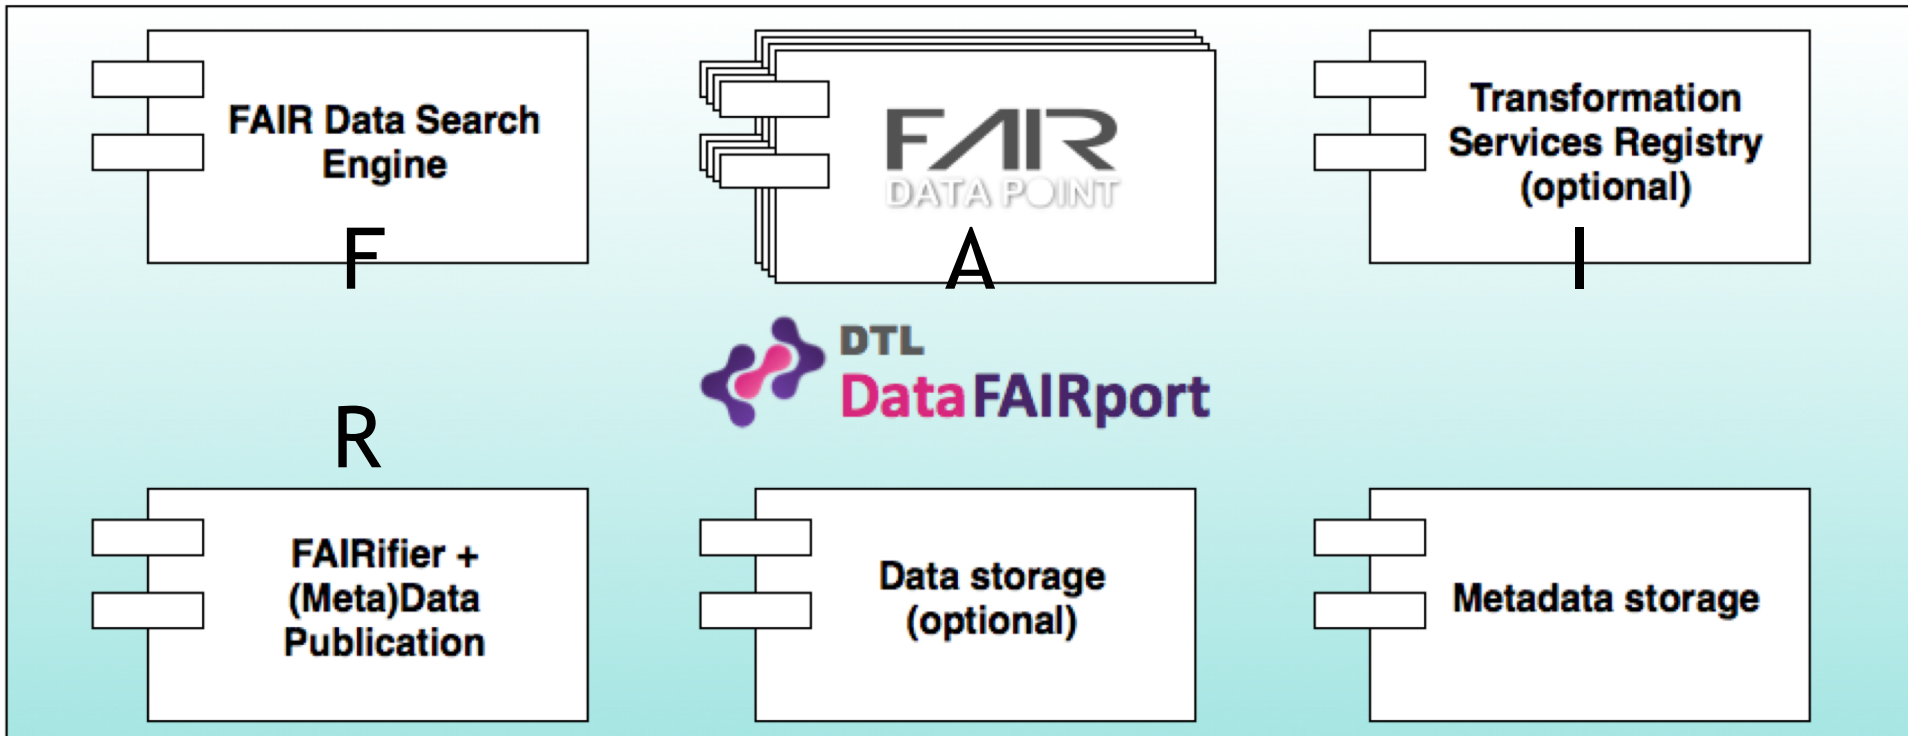 FAIR Data Search
Engine
F
FAIR
DATA POINT
A
Transformation
Services Registry
(optional)
I
DTL
DataFAIRport
R
FAIRifier +
(Meta)Data
Publication
Data storage
(optional)
Metadata storage